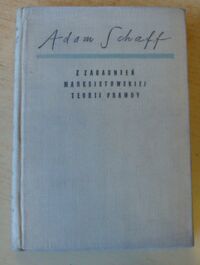 Adam Schaff
Z ZAGADNIEŃ
MARKSISTOWSKIEJ
TEORII PRAWDY